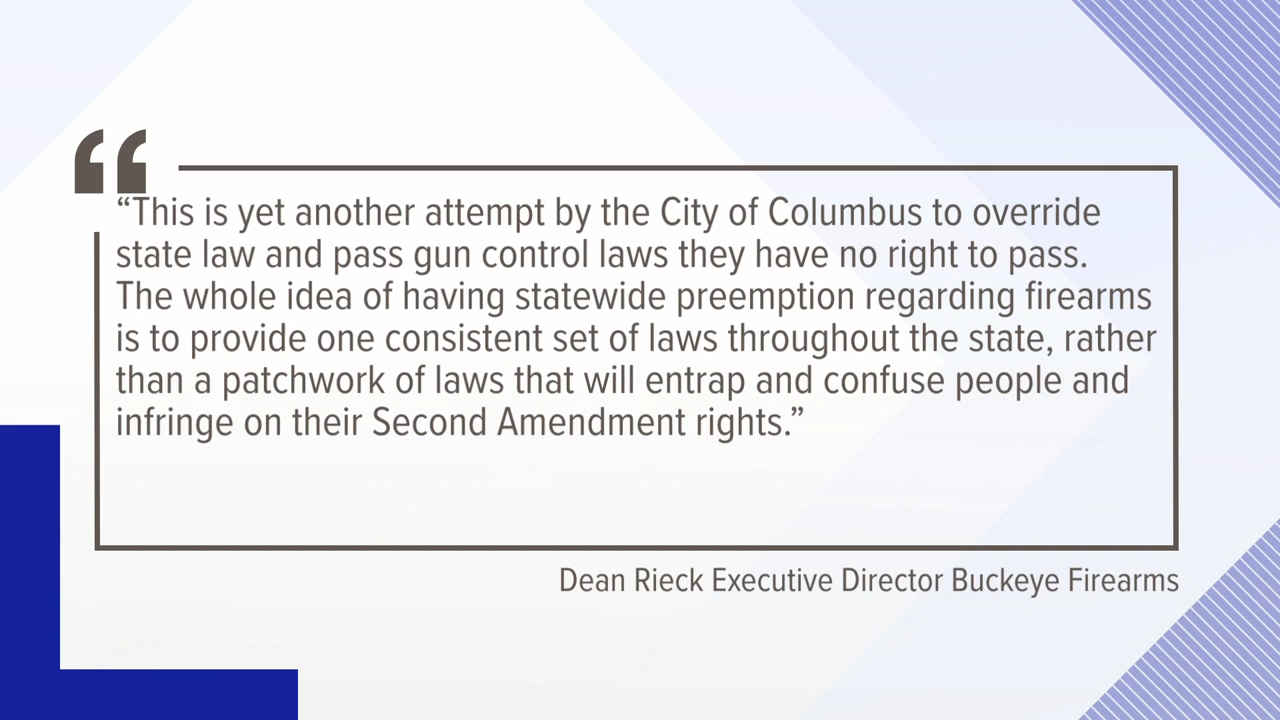 “This is yet another attempt by the City of Columbus to override
state law and pass gun control laws they have no right to pass.
The whole idea of having statewide preemption regarding firearms
is to provide one consistent set of laws throughout the state, rather
than a patchwork of laws that will entrap and confuse people and
infringe on their Second Amendment rights.”
Dean Rieck Executive Director Buckeye Firearms